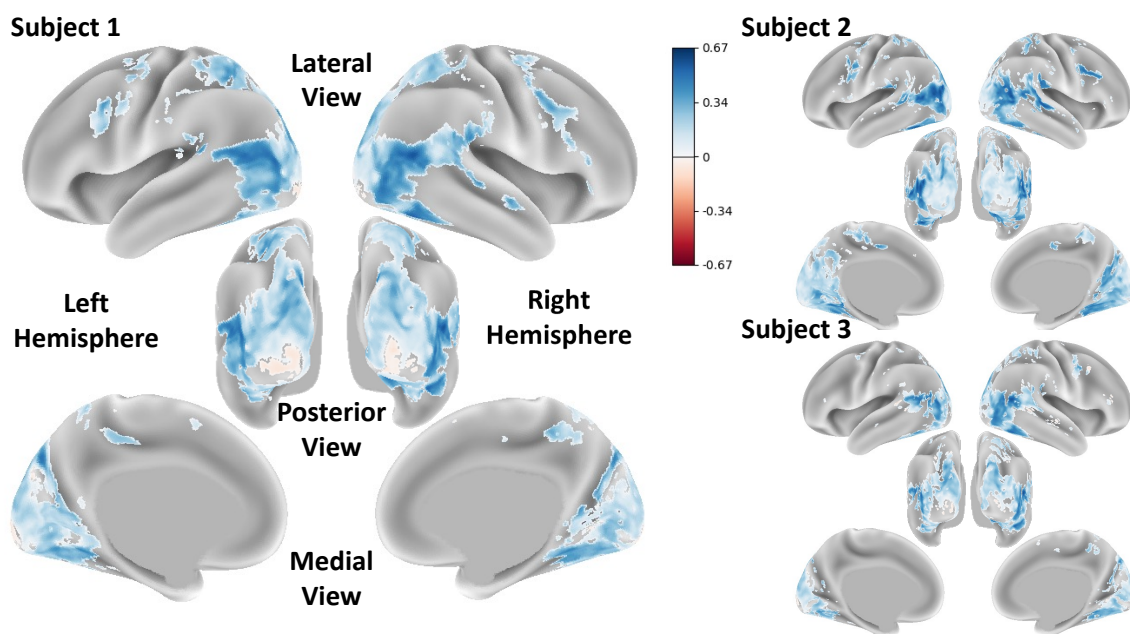 Subject 1
Lateral
View
Left
Hemisphere
Right
Hemisphere
Posterior
View
Medial
View
0.67
0.34
0
-0.34
-0.67
Subject 2
Subject 3